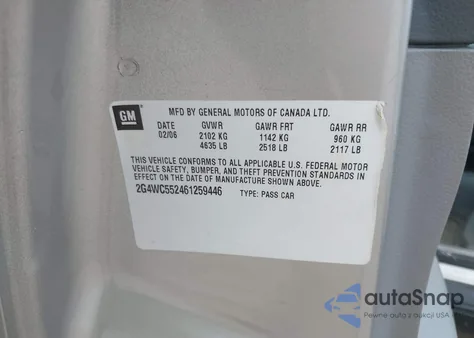 GM
MFD BY GENERAL MOTORS OF CANADA LTD.
DATE GVWR GAWR FRT GAWR RR
02/06 2102 KG 1142 KG 960 KG
4635 LB 2518 LB 2117 LB
THIS VEHICLE CONFORMS TO ALL APPLICABLE U.S. FEDERAL MOTOR
VEHICLE SAFETY, BUMPER, AND THEFT PREVENTION STANDARDS IN
EFFECT ON THE DATE OF MANUFACTURE SHOWN ABOVE.
2G4WC552461259446 TYPE: PASS CAR
autoSnap
Pewne auto z USA